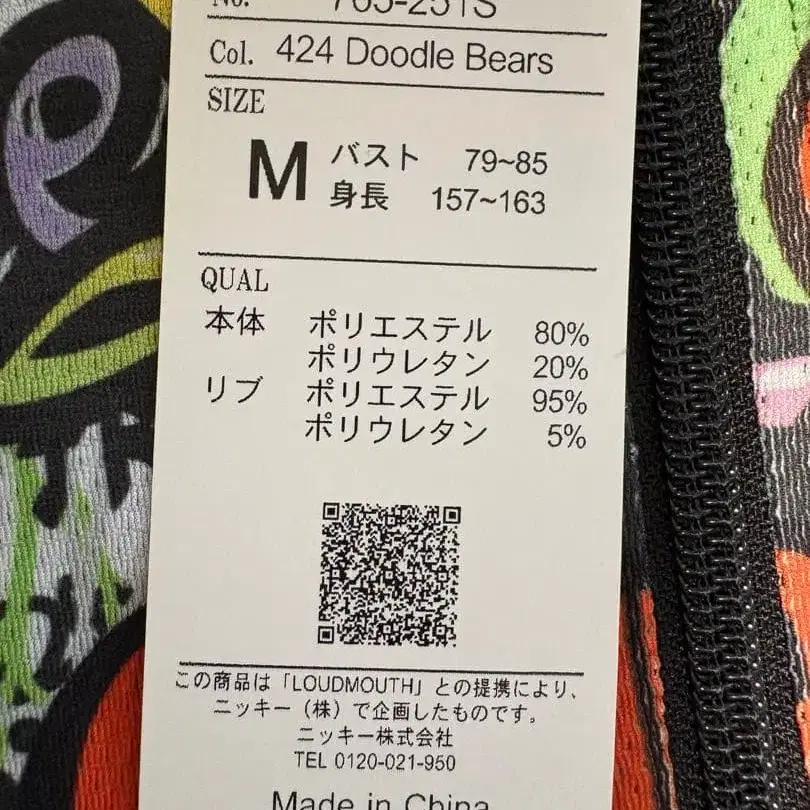 No. 765-251S
Col. 424 Doodle Bears
SIZE
M バスト 79~85
身長 157~163
QUAL
本体 ポリエステル 80%
ポリウレタン 20%
リブ ポリエステル 95%
ポリウレタン 5%
この商品は「LOUDMOUTH」との提携により、
ニッキー（株）で企画したものです。
ニッキー株式会社
TEL 0120-021-950
Made in China